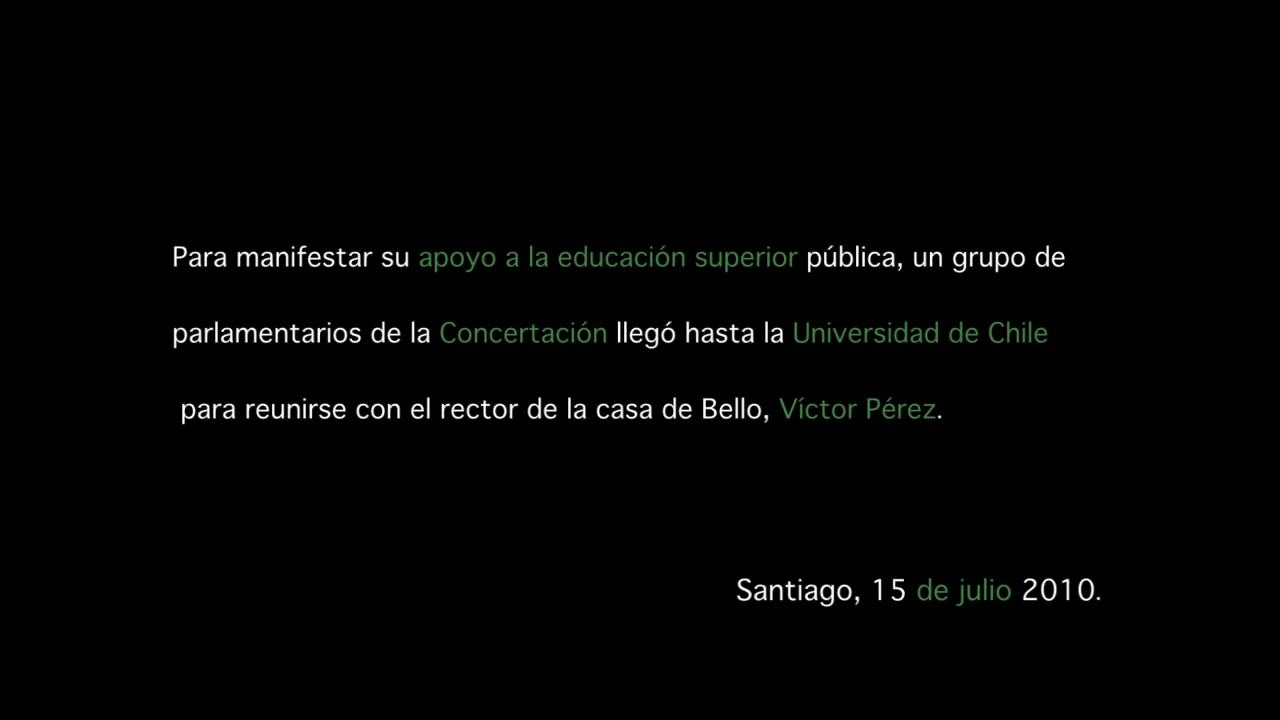 Para manifestar su apoyo a la educación superior pública, un grupo de
parlamentarios de la Concertación llegó hasta la Universidad de Chile
para reunirse con el rector de la casa de Bello, Víctor Pérez.
Santiago, 15 de julio 2010.